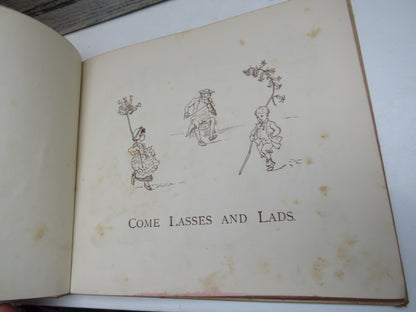 COME LASSES AND LADS.